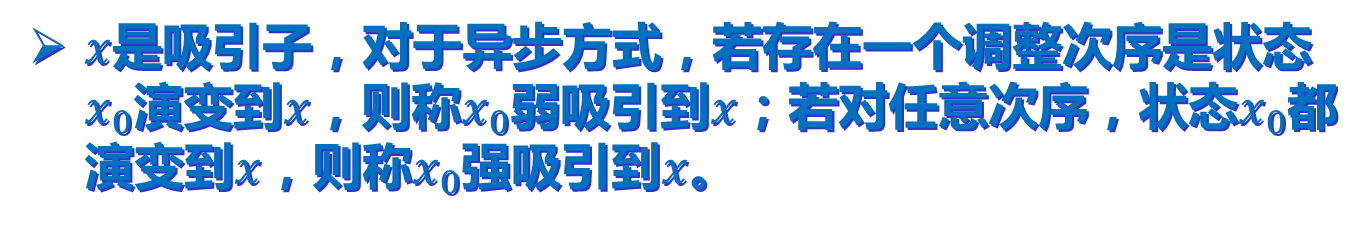 ➢ x是吸引子，对于异步方式，若存在一个调整次序是状态
x₀演变到x，则称x₀弱吸引到x；若对任意次序，状态x₀都
演变到x，则称x₀强吸引到x。